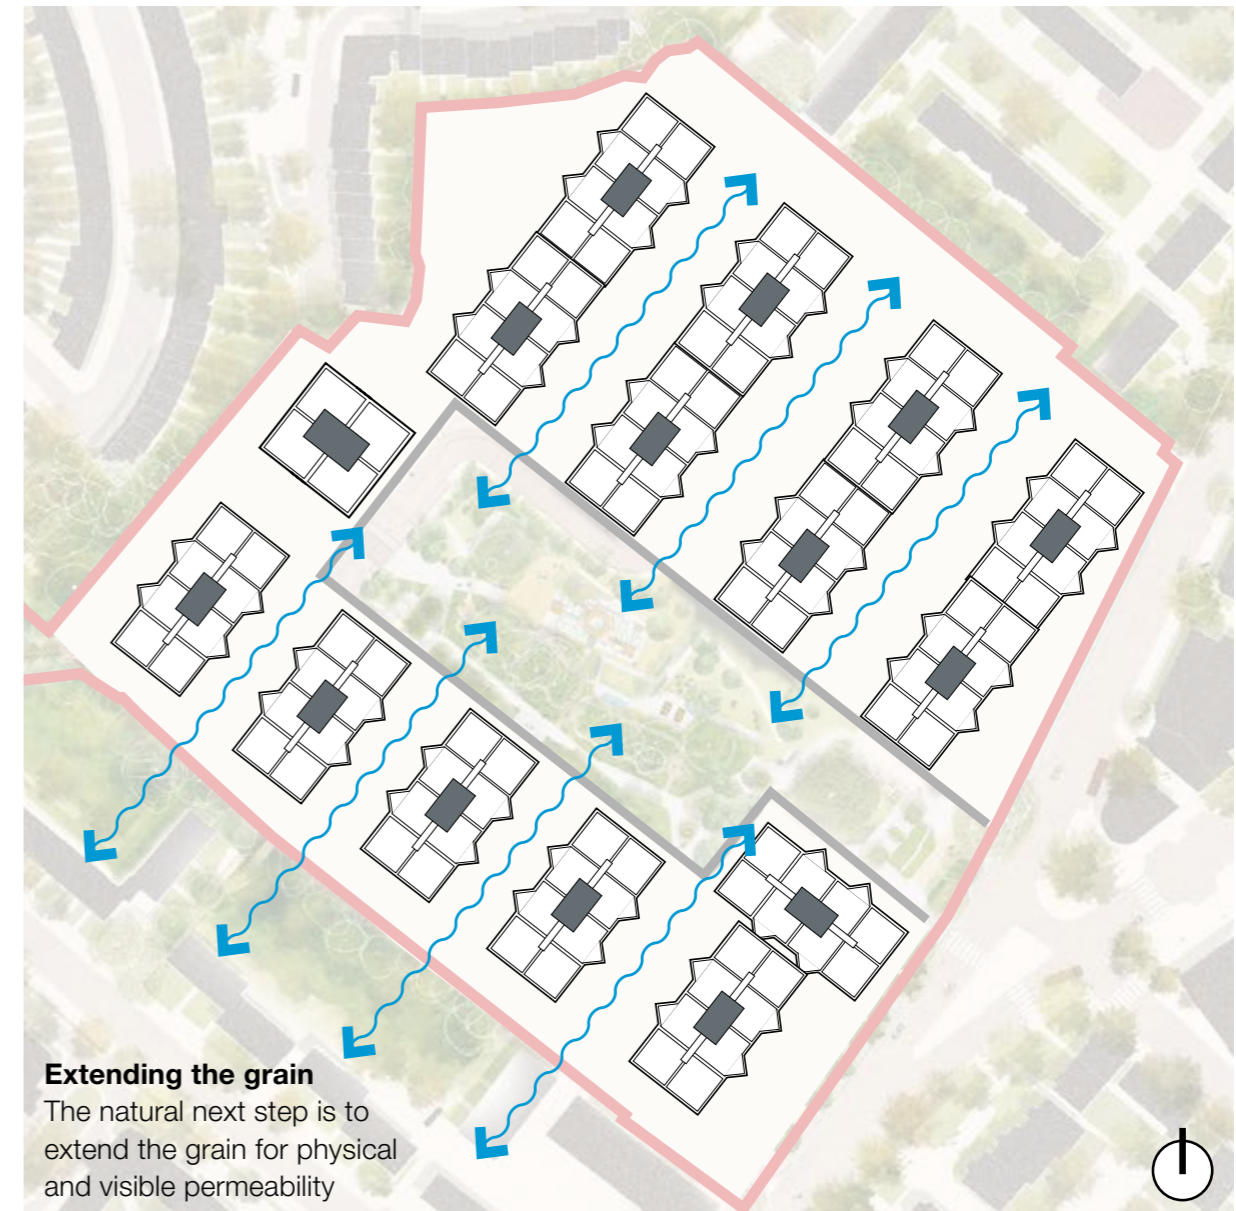 Extending the grain
The natural next step is to
extend the grain for physical
and visible permeability